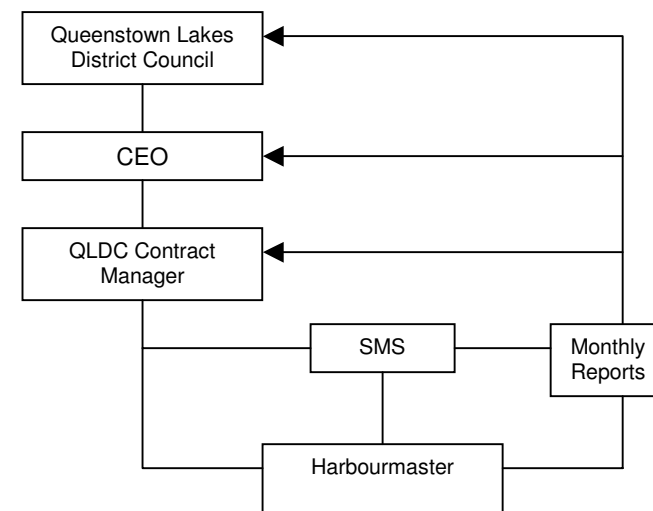 Queenstown Lakes
District Council
CEO
QLDC Contract
Manager
SMS
Monthly
Reports
Harbourmaster